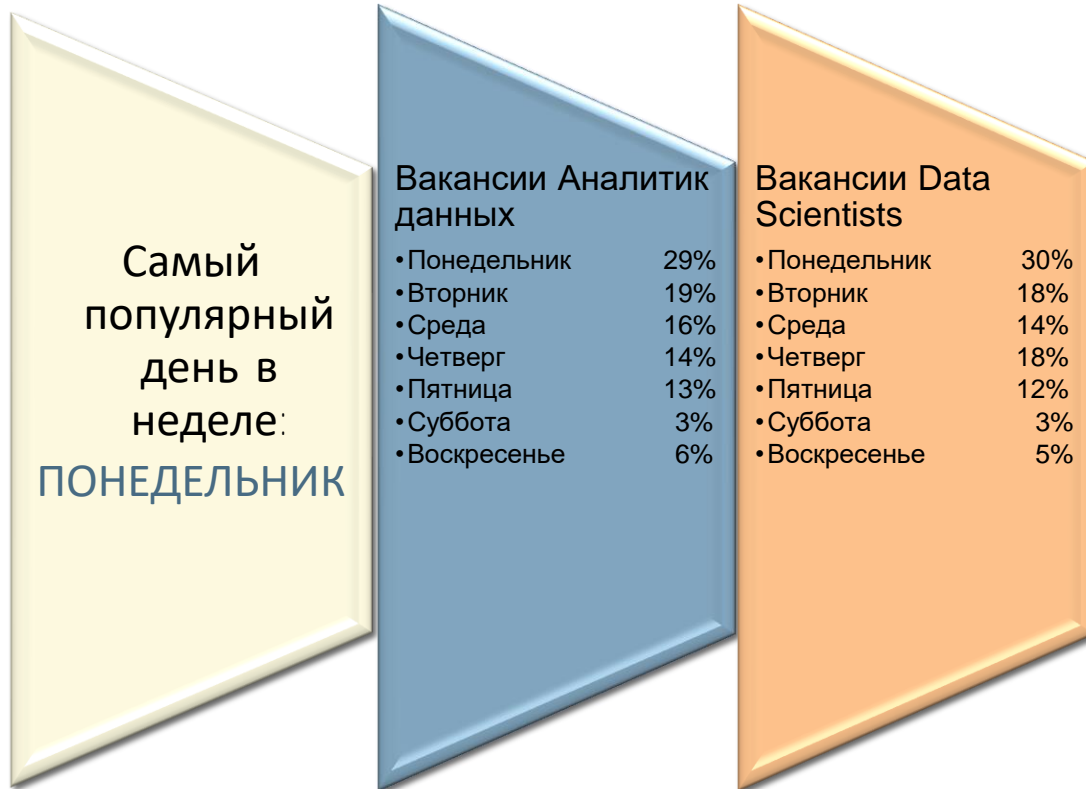 Самый
популярный
день в
неделе:
ПОНЕДЕЛЬНИК
Вакансии Аналитик
данных
•Понедельник 29%
•Вторник 19%
•Среда 16%
•Четверг 14%
•Пятница 13%
•Суббота 3%
•Воскресенье 6%
Вакансии Data
Scientists
•Понедельник 30%
•Вторник 18%
•Среда 14%
•Четверг 18%
•Пятница 12%
•Суббота 3%
•Воскресенье 5%